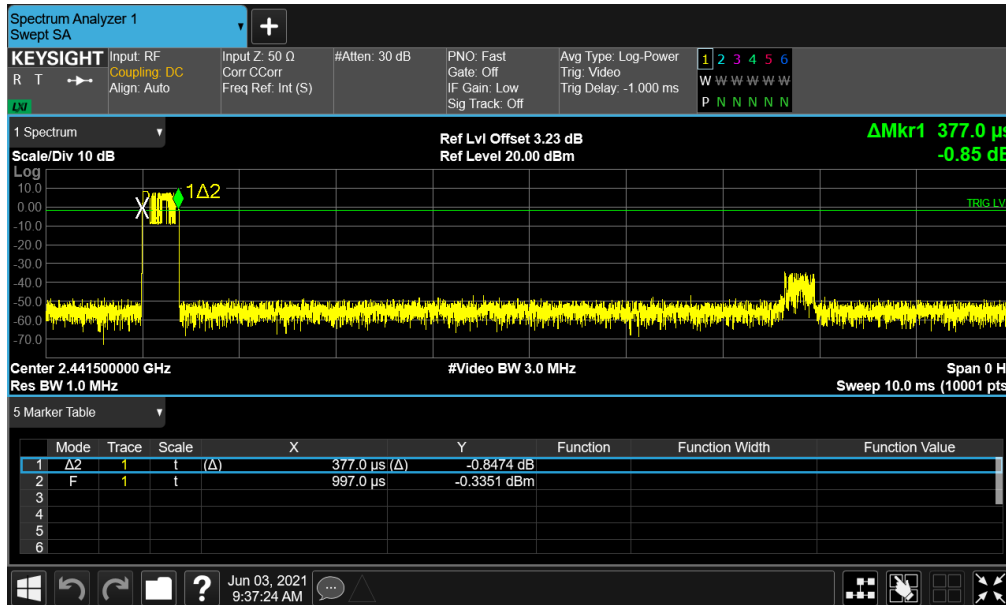 Spectrum Analyzer 1
Swept SA
KEYSIGHT
R T
LXI
Input: RF
Coupling: DC
Align: Auto
Input Z: 50 Ω
Corr CCorr
Freq Ref: Int (S)
#Atten: 30 dB
PNO: Fast
Gate: Off
IF Gain: Low
Sig Track: Off
Avg Type: Log-Power
Trig: Video
Trig Delay: -1.000 ms
1 2 3 4 5 6
W W W W W W
P N N N N N
1 Spectrum
Scale/Div 10 dB
Ref Lvl Offset 3.23 dB
Ref Level 20.00 dBm
ΔMkr1 377.0 µs
-0.85 dB
Log
10.0
0.00
-10.0
-20.0
-30.0
-40.0
-50.0
-60.0
-70.0
1Δ2
TRIG LV
Center 2.441500000 GHz
#Video BW 3.0 MHz
Span 0 H
Res BW 1.0 MHz
Sweep 10.0 ms (10001 pts
5 Marker Table
Mode Trace Scale X Y Function Function Width Function Value
1 Δ2 1 t (Δ) 377.0 µs (Δ) -0.8474 dB
2 F 1 t 997.0 µs -0.3351 dBm
3
4
5
6
?
Jun 03, 2021
9:37:24 AM